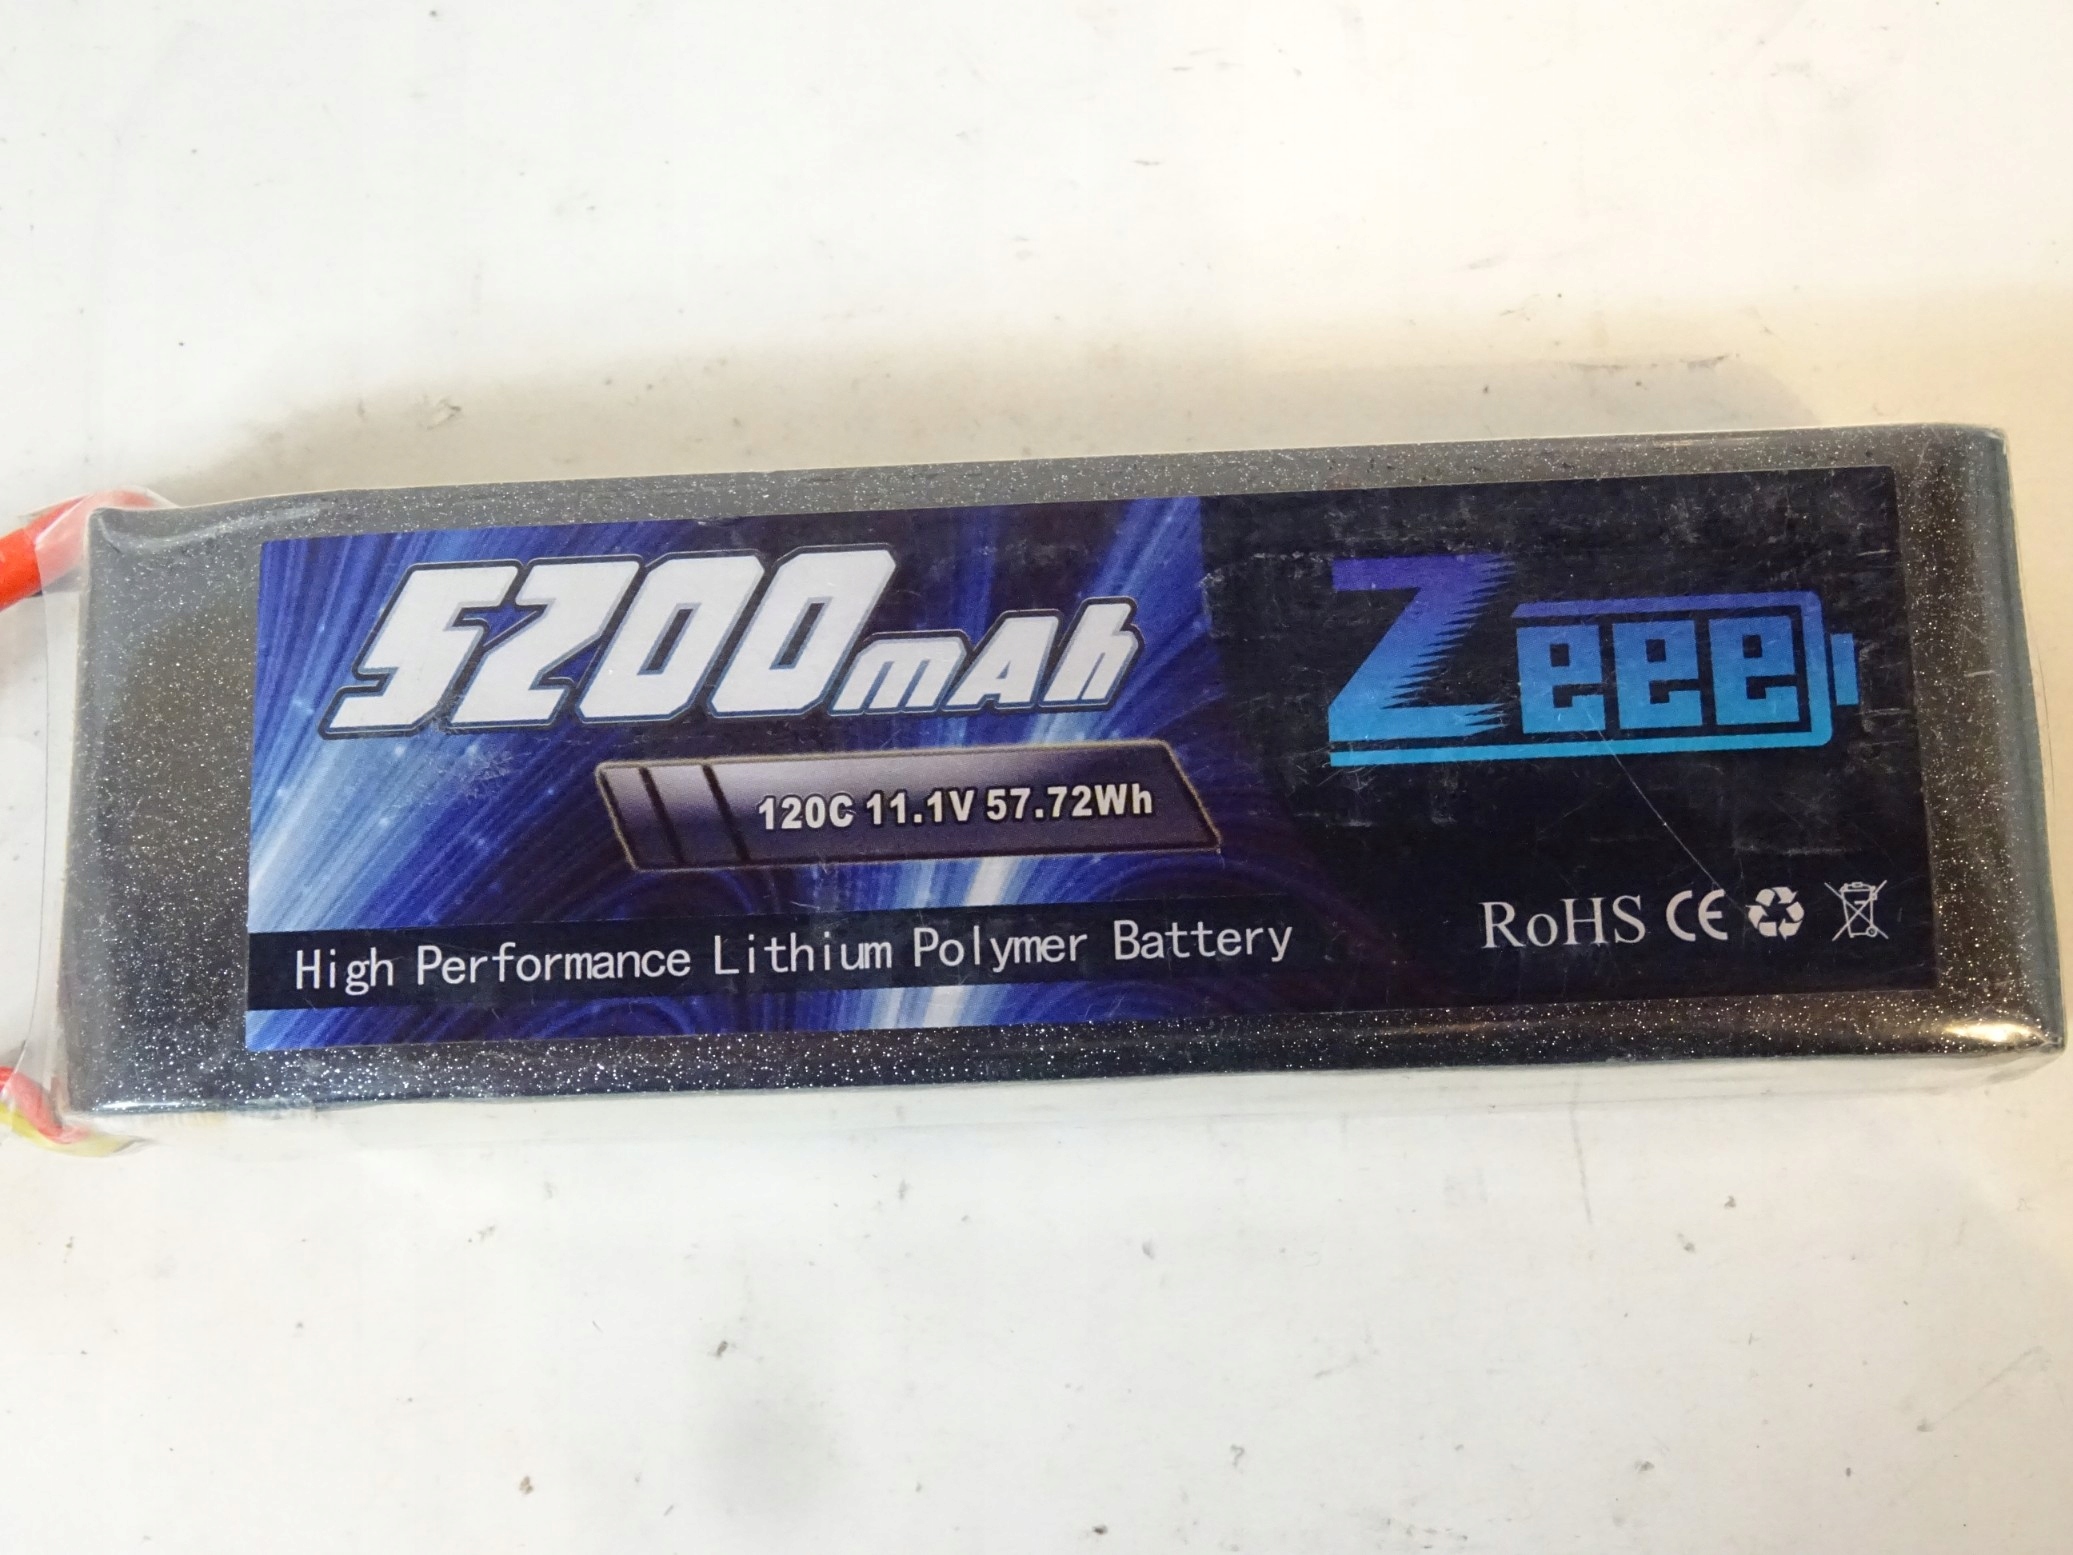 5200mAh
Zeee
120C 11.1V 57.72Wh
RoHS CE
High Performance Lithium Polymer Battery